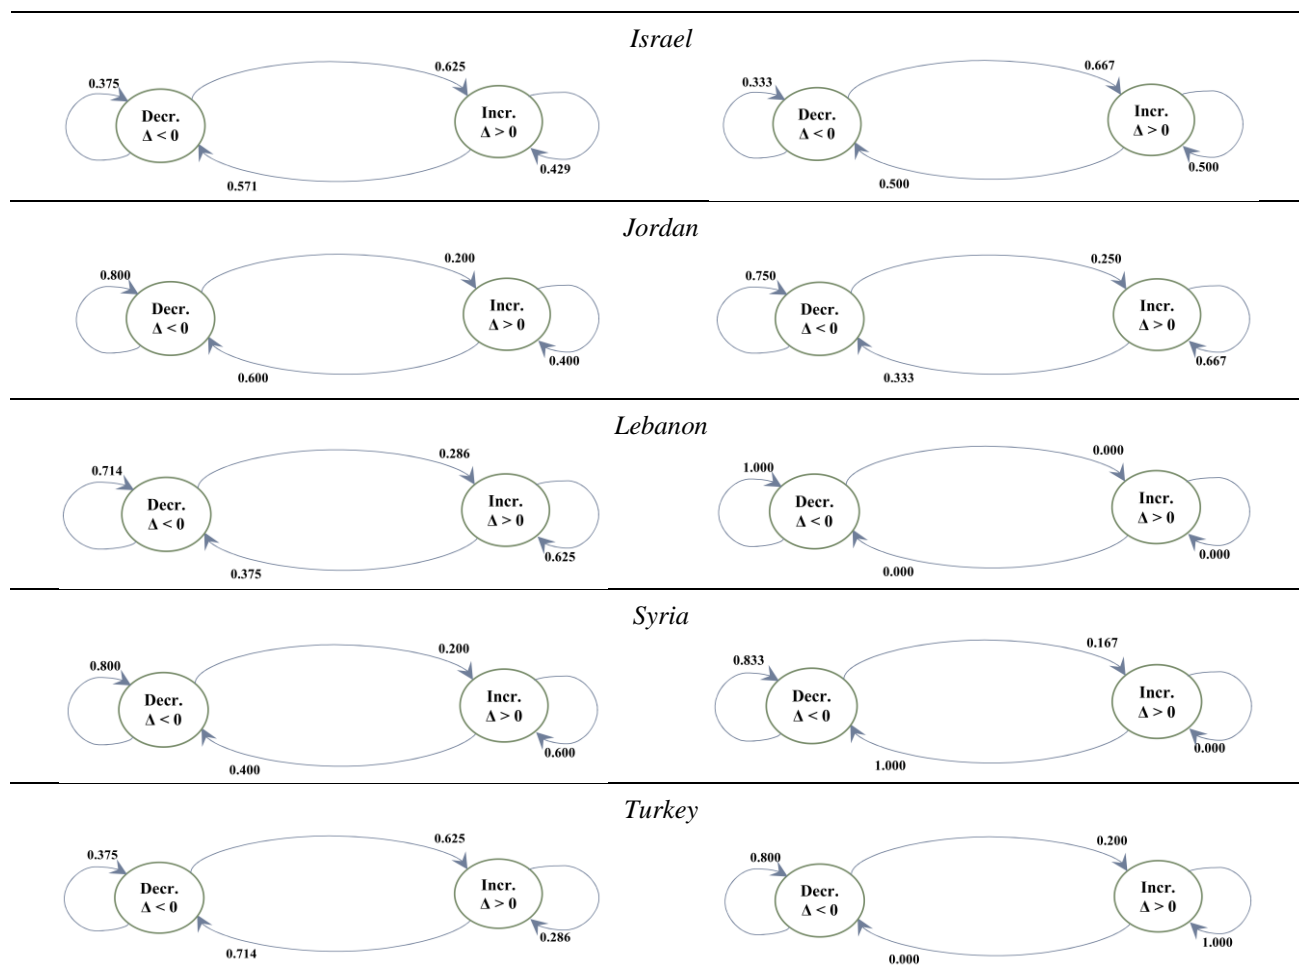 Israel
0.375
0.625
Decr.
Δ < 0
Incr.
Δ > 0
0.571
0.429
0.333
0.667
Decr.
Δ < 0
Incr.
Δ > 0
0.500
0.500
Jordan
0.800
0.200
Decr.
Δ < 0
Incr.
Δ > 0
0.600
0.400
0.750
0.250
Decr.
Δ < 0
Incr.
Δ > 0
0.333
0.667
Lebanon
0.714
0.286
Decr.
Δ < 0
Incr.
Δ > 0
0.375
0.625
1.000
0.000
Decr.
Δ < 0
Incr.
Δ > 0
0.000
0.000
Syria
0.800
0.200
Decr.
Δ < 0
Incr.
Δ > 0
0.400
0.600
0.833
0.167
Decr.
Δ < 0
Incr.
Δ > 0
1.000
0.000
Turkey
0.375
0.625
Decr.
Δ < 0
Incr.
Δ > 0
0.714
0.286
0.800
0.200
Decr.
Δ < 0
Incr.
Δ > 0
0.000
1.000